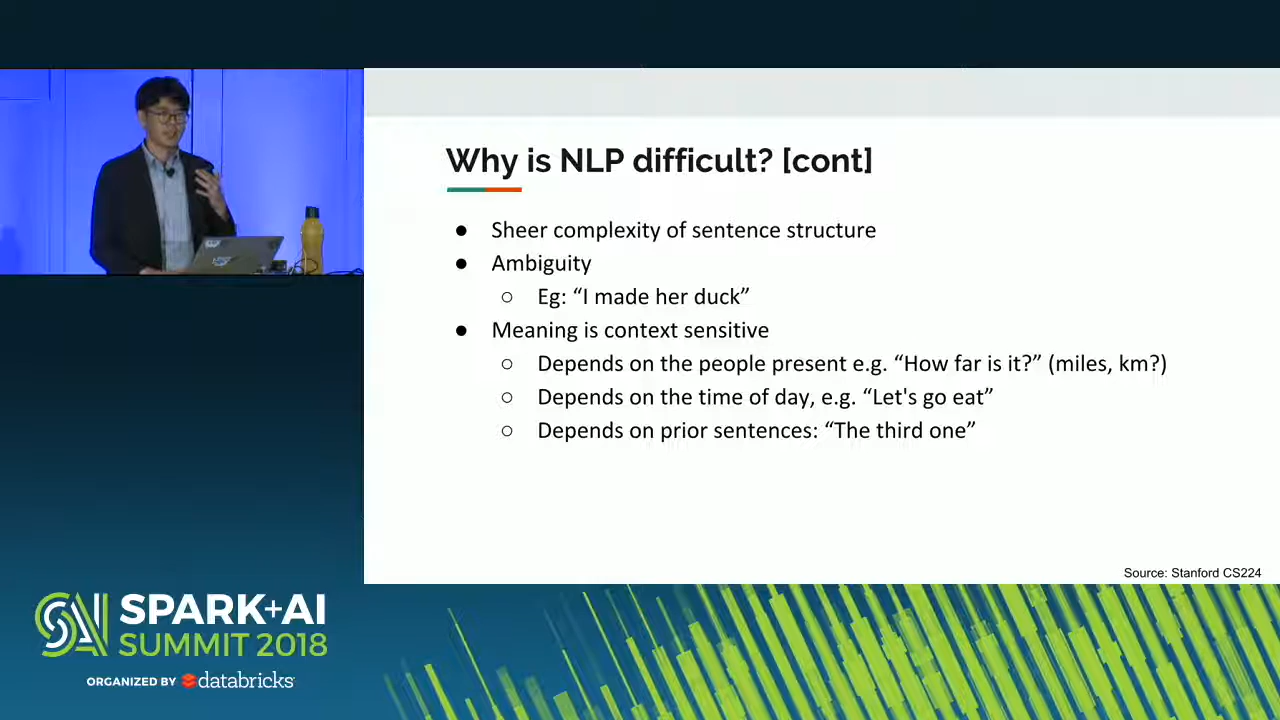 Why is NLP difficult? [cont]
● Sheer complexity of sentence structure
● Ambiguity
○ Eg: “I made her duck”
● Meaning is context sensitive
○ Depends on the people present e.g. “How far is it?” (miles, km?)
○ Depends on the time of day, e.g. “Let's go eat”
○ Depends on prior sentences: “The third one”
Source: Stanford CS224
SPARK+AI
SUMMIT 2018
ORGANIZED BY databricks